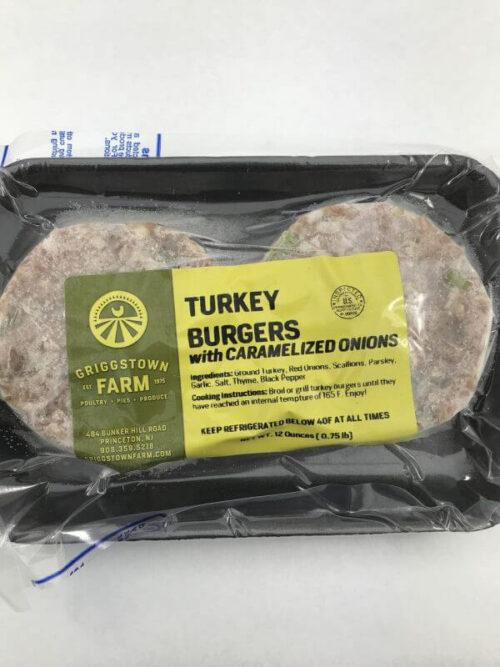 TURKEY
BURGERS
with CARAMELIZED ONIONS
Ingredients: Ground Turkey, Red Onions, Scallions, Parsley,
Garlic, Salt, Thyme, Black Pepper
Cooking Instructions: Broil or grill turkey burgers until they
have reached an internal tempture of 165 F. Enjoy!
KEEP REFRIGERATED BELOW 40F AT ALL TIMES
WT. 12 Ounces ( 0.75 lb)
GRIGGSTOWN
EST FARM 1975
POULTRY • PIES • PRODUCE
484 BUNKER HILL ROAD
PRINCETON, NJ
908.359.5218
GRIGGSTOWNFARM.COM
U.S.